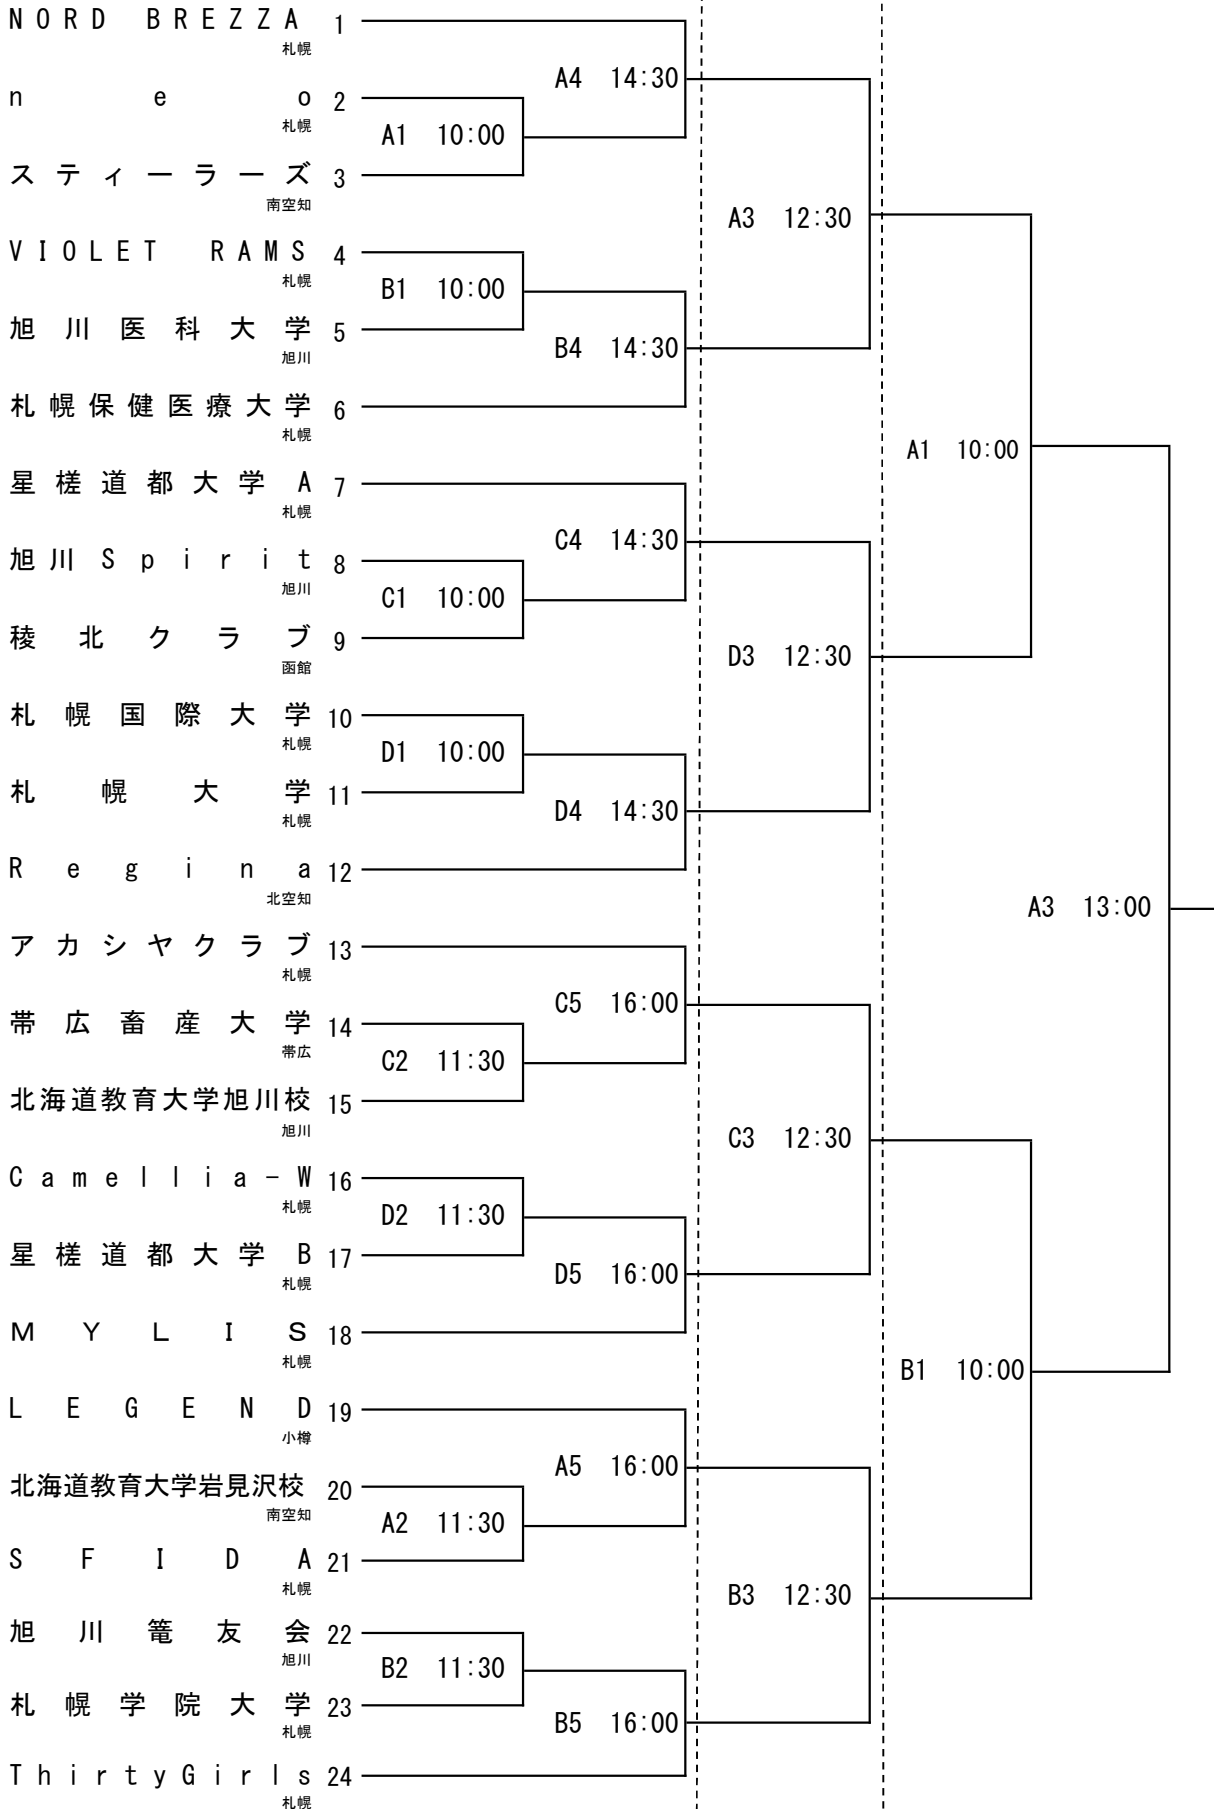 NORD BREZZA 1
札幌
A4 14:30
neo 2
札幌
A1 10:00
スティーラーズ 3
南空知
A3 12:30
VIOLET RAMS 4
札幌
B1 10:00
旭川医科大学 5
旭川
B4 14:30
札幌保健医療大学 6
札幌
A1 10:00
星槎道都大学A 7
札幌
C4 14:30
旭川Spirit 8
旭川
C1 10:00
稜北クラブ 9
函館
D3 12:30
札幌国際大学 10
札幌
D1 10:00
札幌大学 11
札幌
D4 14:30
Regina 12
北空知
A3 13:00
アカシヤクラブ 13
札幌
C5 16:00
帯広畜産大学 14
帯広
C2 11:30
北海道教育大学旭川校 15
旭川
C3 12:30
Camellia-W 16
札幌
D2 11:30
星槎道都大学B 17
札幌
D5 16:00
MYLIS 18
札幌
B1 10:00
LEGEND 19
小樽
A5 16:00
北海道教育大学岩見沢校 20
南空知
A2 11:30
SFIDA 21
札幌
B3 12:30
旭川篭友会 22
旭川
B2 11:30
札幌学院大学 23
札幌
B5 16:00
ThirtyGirls 24
札幌